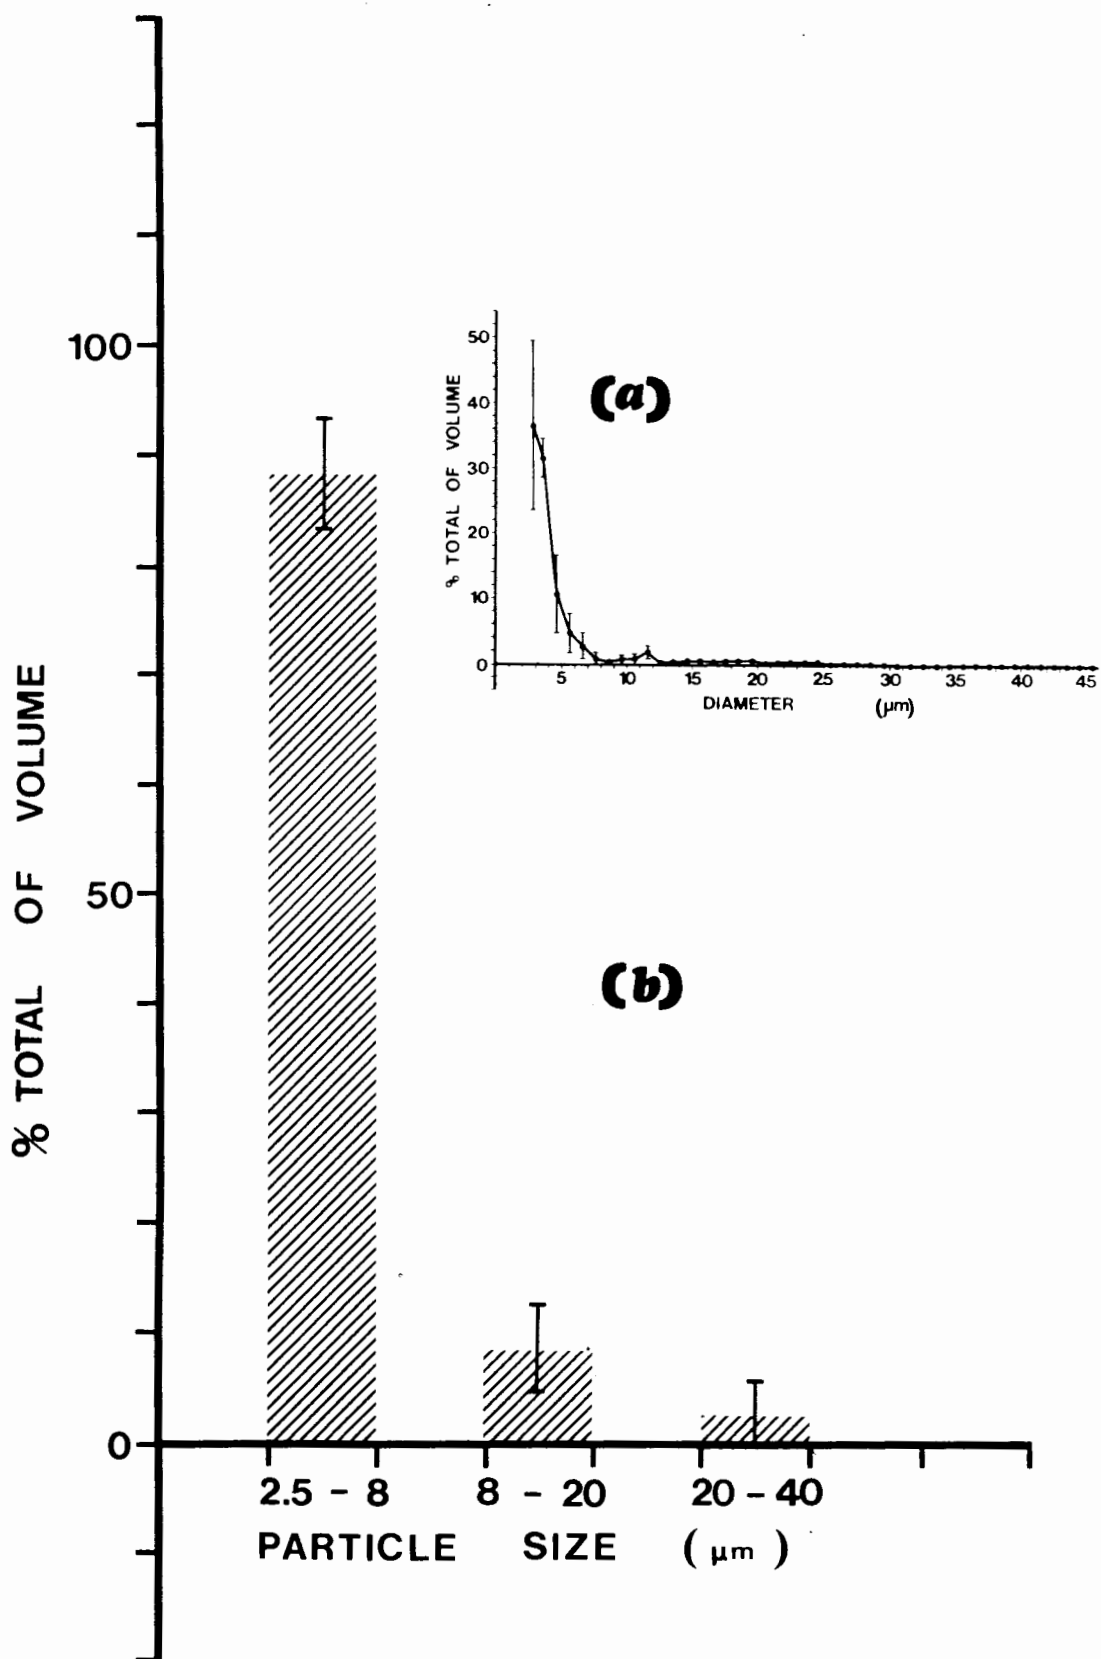 % TOTAL OF VOLUME
100
50
0
2.5 - 8
8 - 20
20 - 40
PARTICLE SIZE (μm)
(b)
% TOTAL OF VOLUME
50
40
30
20
10
0
5 10 15 20 25 30 35 40 45
DIAMETER (μm)
(a)